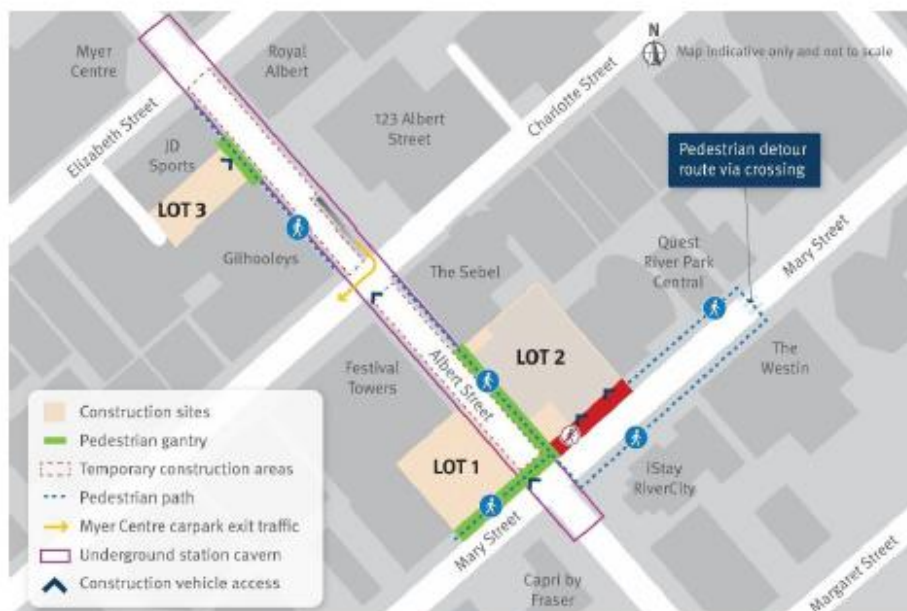 Myer
Centre
Royal
Albert
N
Map indicative only and not to scale
Elizabeth Street
123 Albert
Street
Charlotte Street
JD
Sports
Pedestrian detour
route via crossing
LOT 3
Gilhooleys
The Sebel
Quest
River Park
Central
Mary Street
LOT 2
Festival
Towers
Albert Street
The
Westin
LOT 1
iStay
RiverCity
Mary Street
Capri by
Fraser
Margaret Street
Construction sites
Pedestrian gantry
Temporary construction areas
Pedestrian path
Myer Centre carpark exit traffic
Underground station cavern
Construction vehicle access